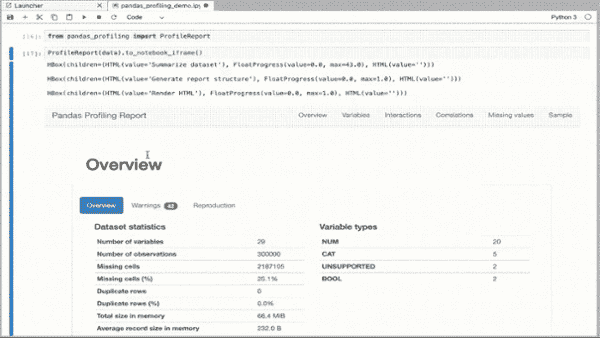 Launcher
pandas_profiling_demo.ipy
Code
Python 3
[16]: from pandas_profiling import ProfileReport
[17]: ProfileReport(data).to_notebook_iframe()
HBox(children=(HTML(value='Summarize dataset'), FloatProgress(value=0.0, max=43.0), HTML(value='')))
HBox(children=(HTML(value='Generate report structure'), FloatProgress(value=0.0, max=1.0), HTML(value='')))
HBox(children=(HTML(value='Render HTML'), FloatProgress(value=0.0, max=1.0), HTML(value='')))
Pandas Profiling Report Overview Variables Interactions Correlations Missing values Sample
Overview
Overview Warnings 42 Reproduction
Dataset statistics
Number of variables 29
Number of observations 300000
Missing cells 2187105
Missing cells (%) 25.1%
Duplicate rows 0
Duplicate rows (%) 0.0%
Total size in memory 66.4 MiB
Average record size in memory 232.0 B
Variable types
NUM 20
CAT 5
UNSUPPORTED 2
BOOL 2